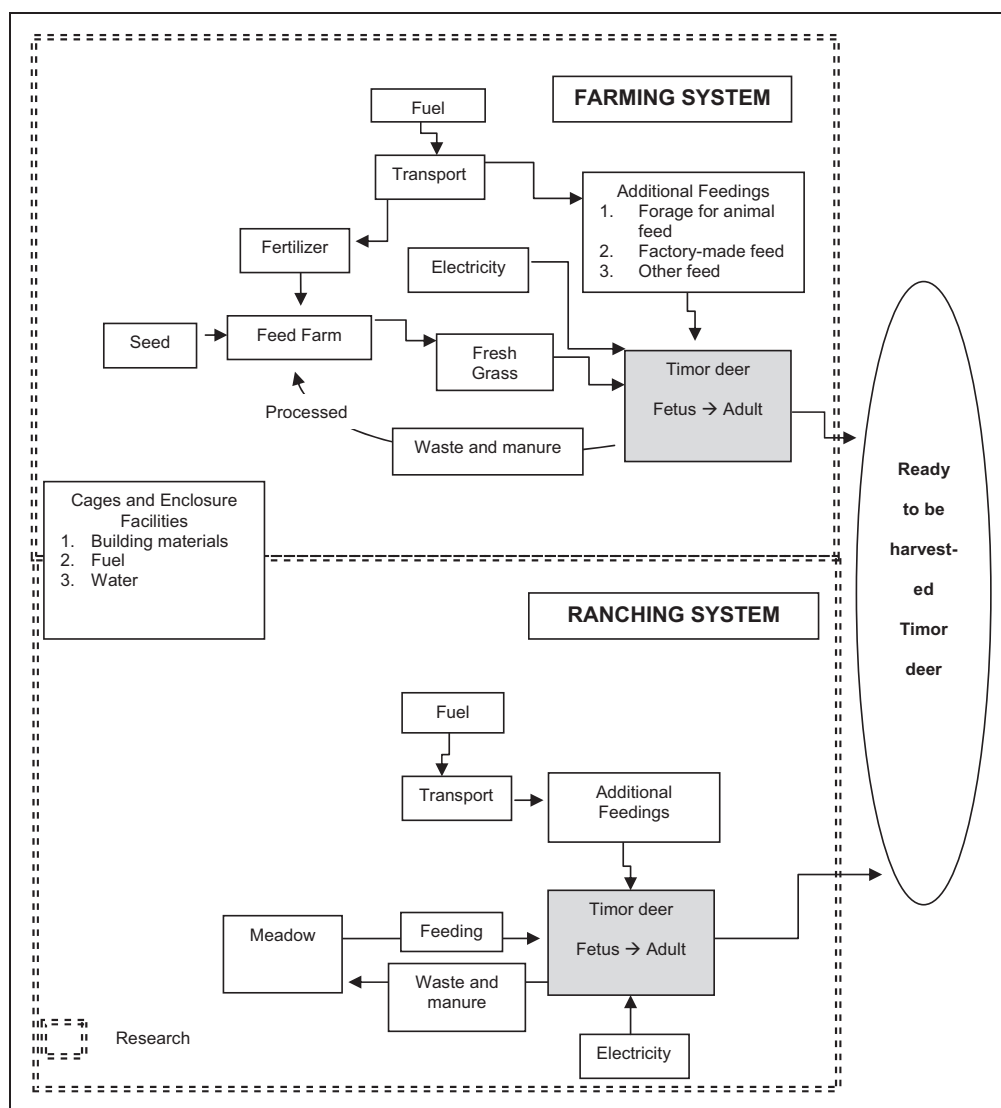 FARMING SYSTEM
Fuel
Transport
Additional Feedings
1. Forage for animal
feed
2. Factory-made feed
3. Other feed
Fertilizer
Electricity
Seed
Feed Farm
Fresh
Grass
Timor deer
Fetus → Adult
Processed
Waste and manure
Cages and Enclosure
Facilities
1. Building materials
2. Fuel
3. Water
Ready
to be
harvest-
ed
Timor
deer
RANCHING SYSTEM
Fuel
Transport
Additional
Feedings
Meadow
Feeding
Timor deer
Fetus → Adult
Waste and
manure
Electricity
Research